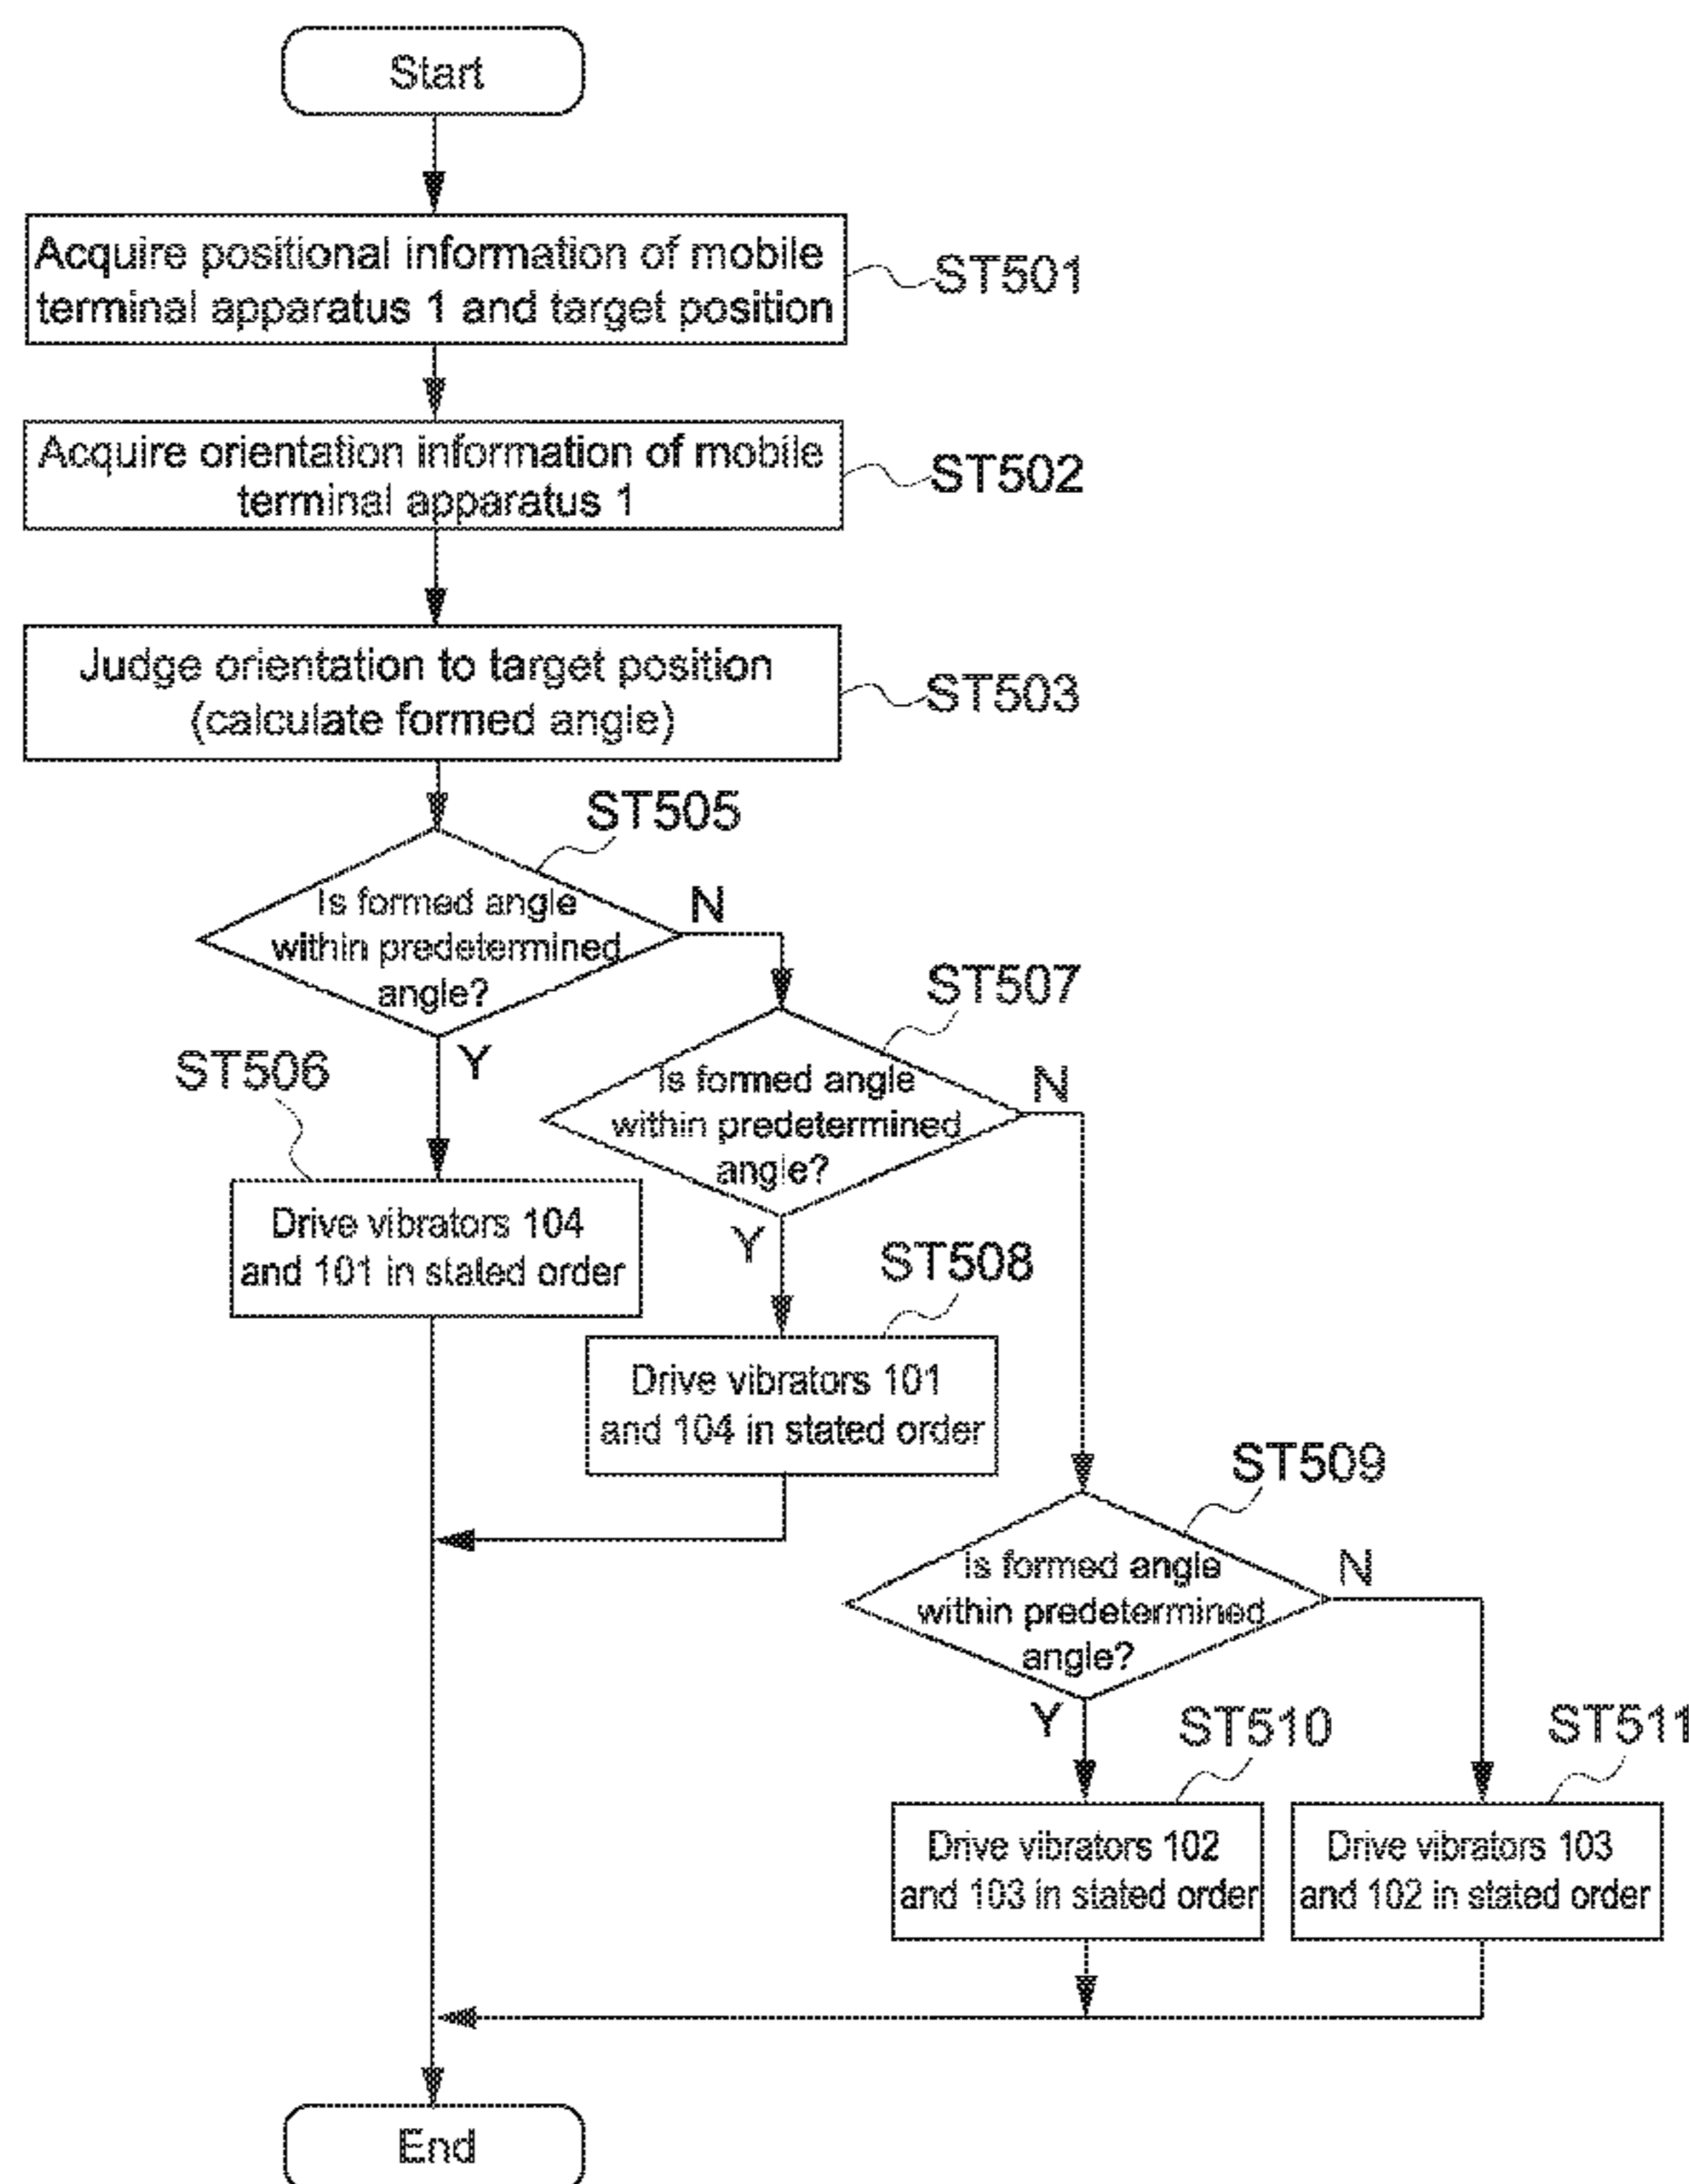 Start
Acquire positional information of mobile
terminal apparatus 1 and target position
ST501
Acquire orientation information of mobile
terminal apparatus 1
ST502
Judge orientation to target position
(calculate formed angle)
ST503
ST505
Is formed angle
within predetermined
angle?
N
Y
ST507
Is formed angle
within predetermined
angle?
N
Y
ST506
Drive vibrators 104
and 101 in stated order
ST508
Drive vibrators 101
and 104 in stated order
ST509
Is formed angle
within predetermined
angle?
N
Y
ST510
Drive vibrators 102
and 103 in stated order
ST511
Drive vibrators 103
and 102 in stated order
End